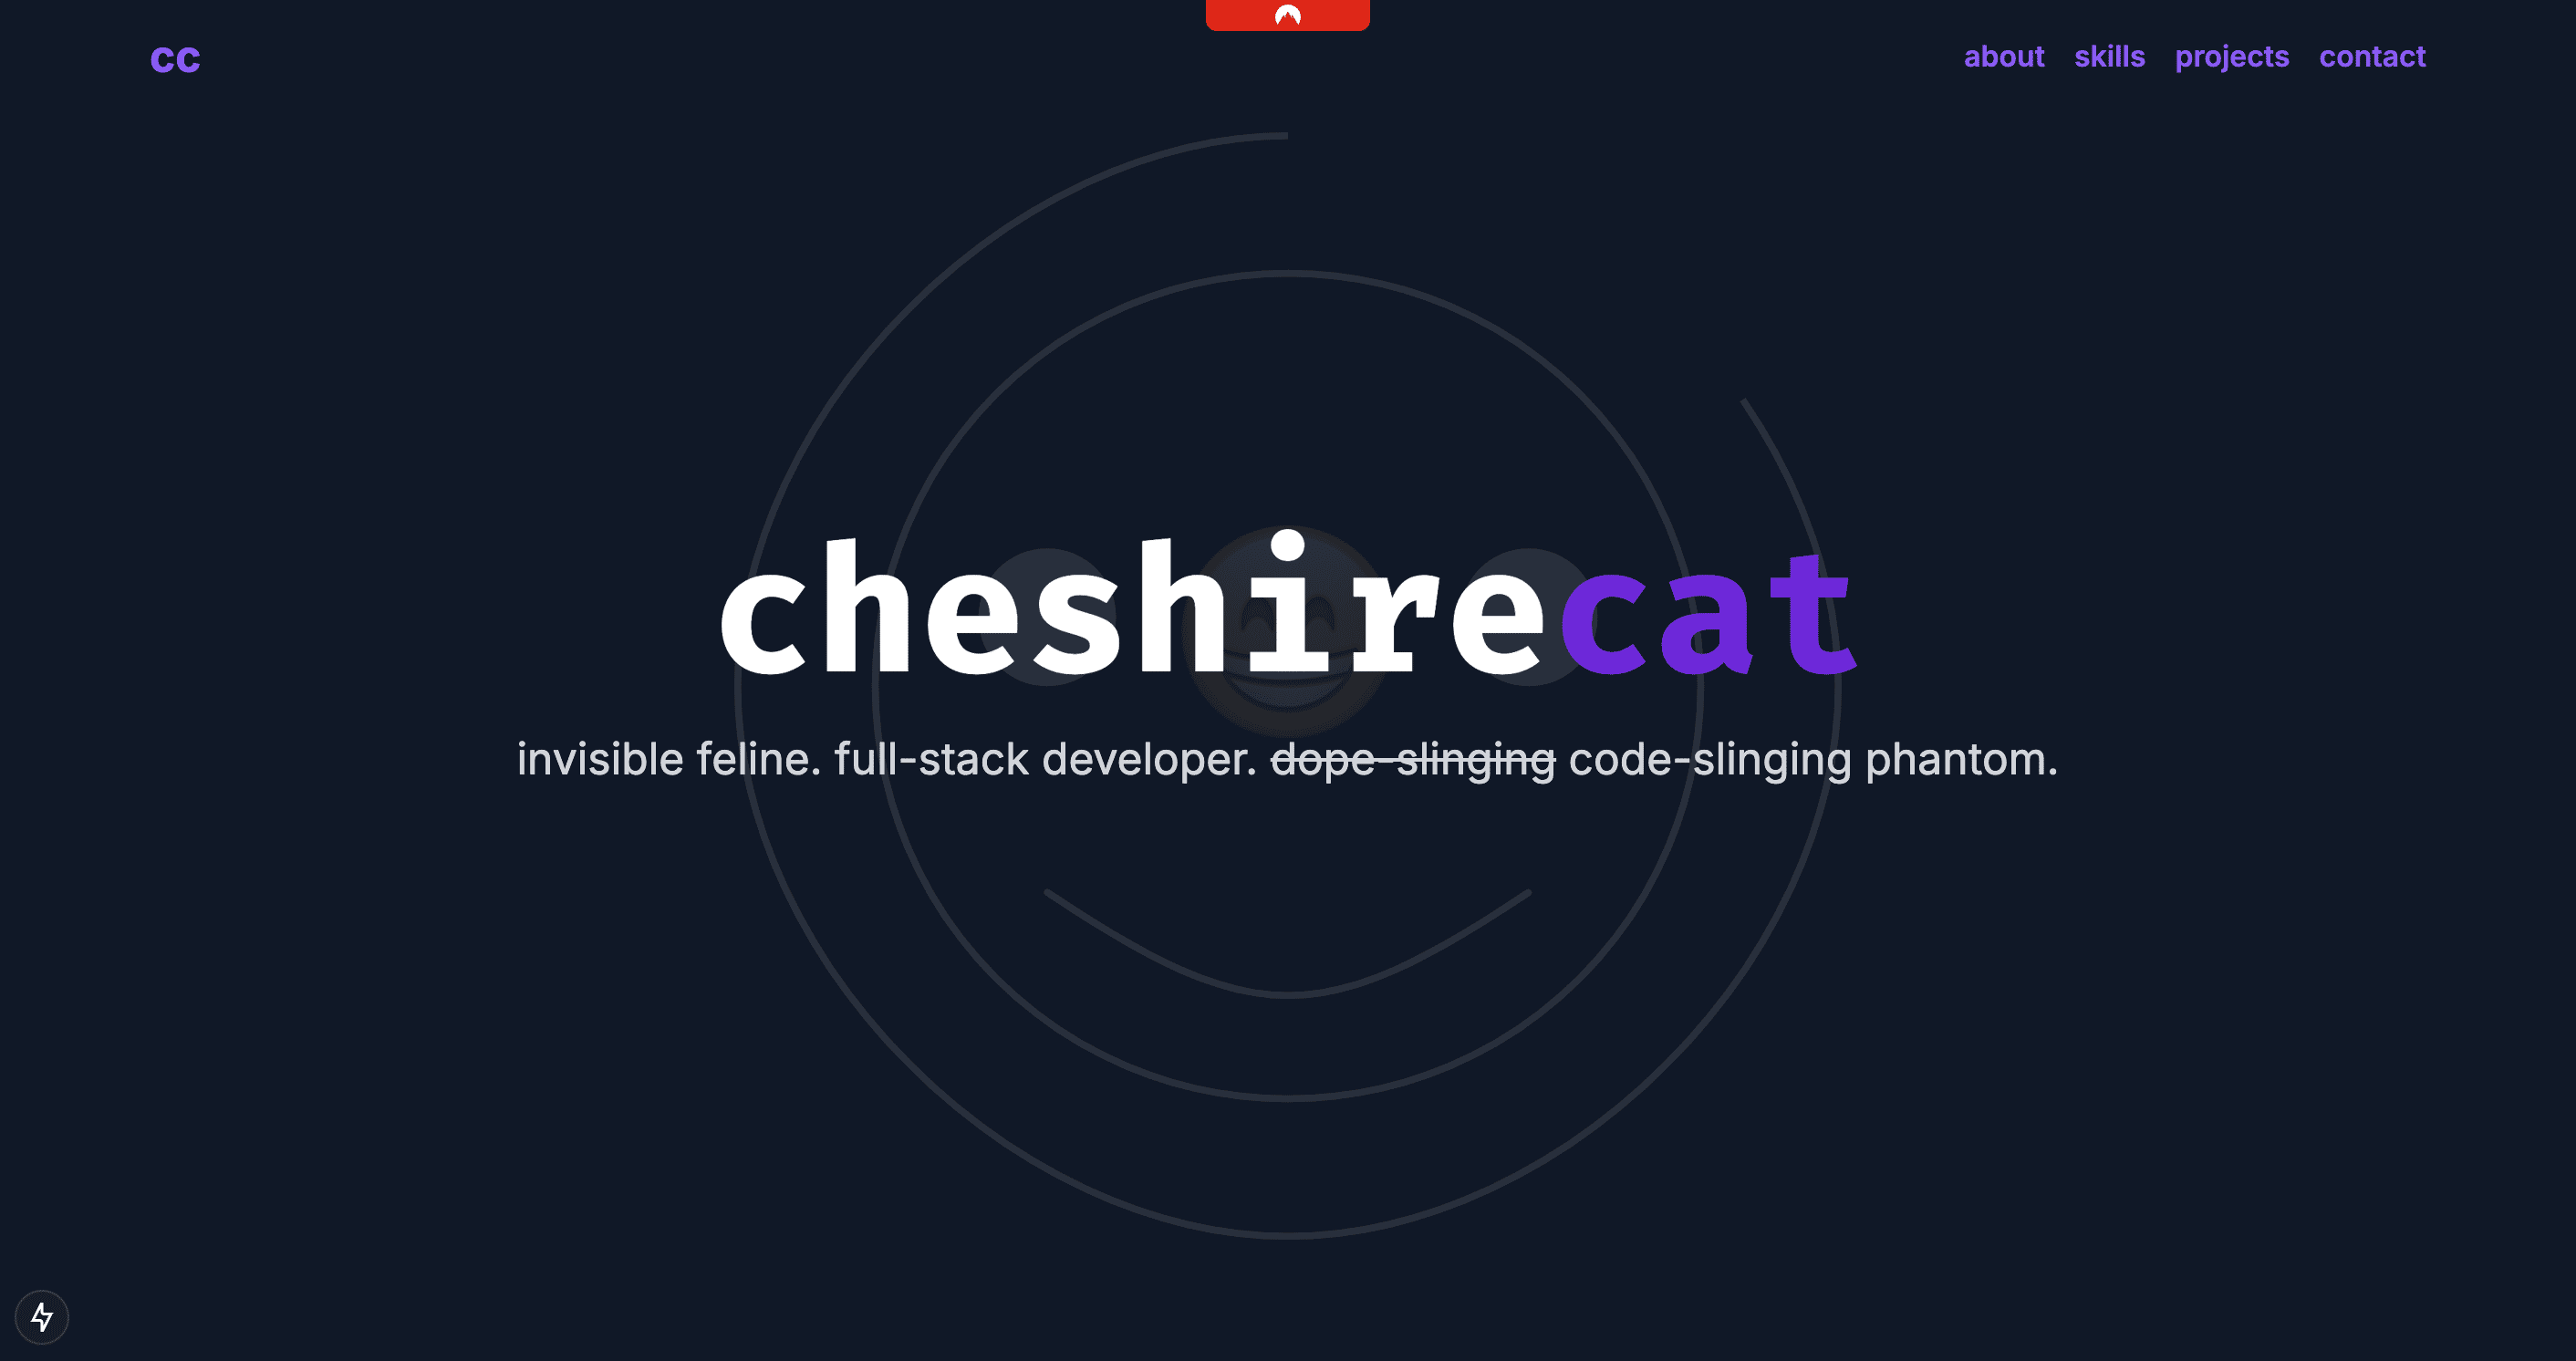 cc
about skills projects contact
cheshirecat
invisible feline. full-stack developer. dope-slinging code-slinging phantom.